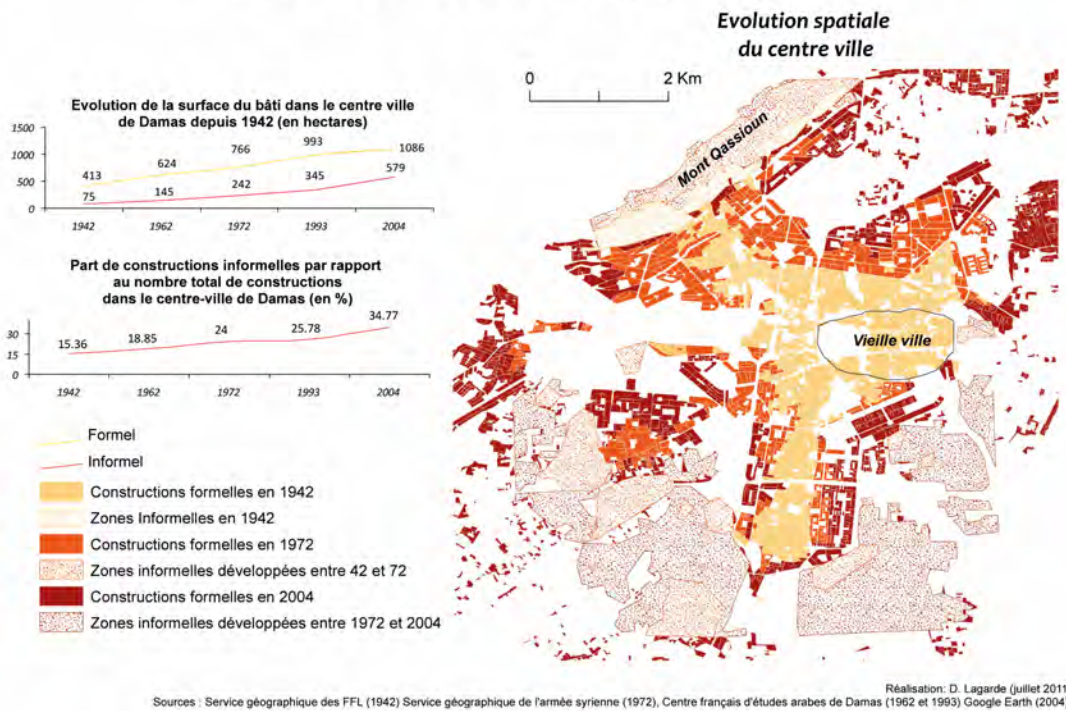 Evolution spatiale
du centre ville
0 2 Km
Evolution de la surface du bâti dans le centre ville
de Damas depuis 1942 (en hectares)
1500
1000
500
0
413 624 766 993 1086
75 145 242 345 579
1942 1962 1972 1993 2004
Part de constructions informelles par rapport
au nombre total de constructions
dans le centre-ville de Damas (en %)
30
15
0
15.36 18.85 24 25.78 34.77
1942 1962 1972 1993 2004
Formel
Informel
Constructions formelles en 1942
Zones Informelles en 1942
Constructions formelles en 1972
Zones informelles développées entre 42 et 72
Constructions formelles en 2004
Zones informelles développées entre 1972 et 2004
Mont Qassioun
Vieille ville
Réalisation: D. Lagarde (juillet 2011
Sources : Service géographique des FFL (1942) Service géographique de l'armée syrienne (1972), Centre français d'études arabes de Damas (1962 et 1993) Google Earth (2004)